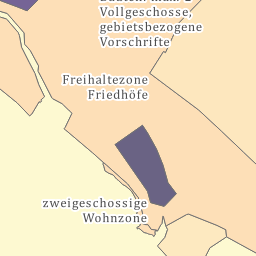 Vollgeschosse,
gebietsbezogene
Vorschrifte
Freihaltezone
Friedhöfe
zweigeschossige
Wohnzone